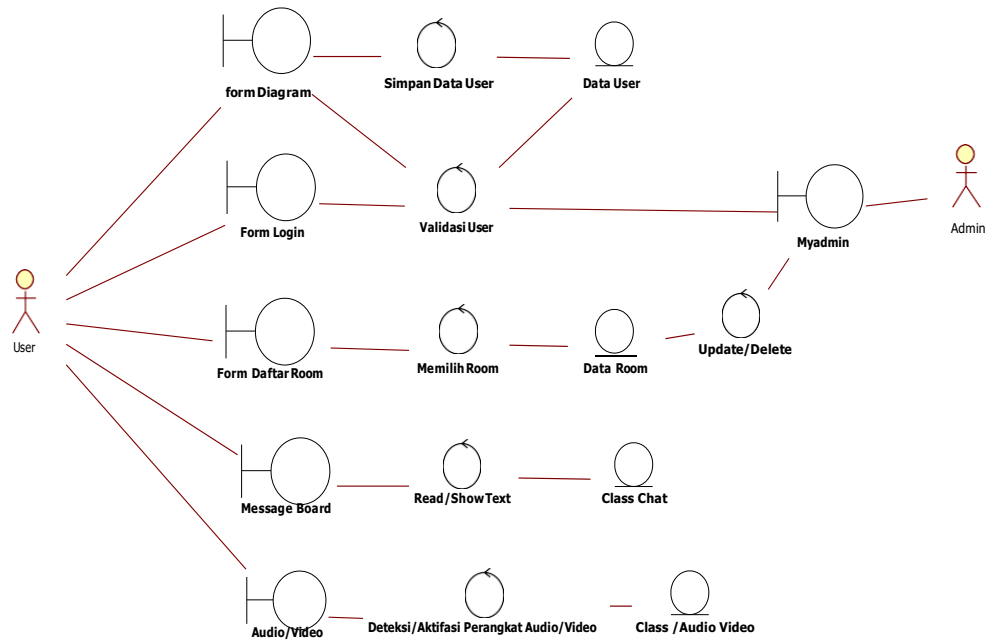 form Diagram
Simpan Data User
Data User
Form Login
Validasi User
Myadmin
Admin
User
Form Daftar Room
Memilih Room
Data Room
Update/Delete
Message Board
Read/Show Text
Class Chat
Audio/Video
Deteksi/Aktifasi Perangkat Audio/Video
Class /Audio Video